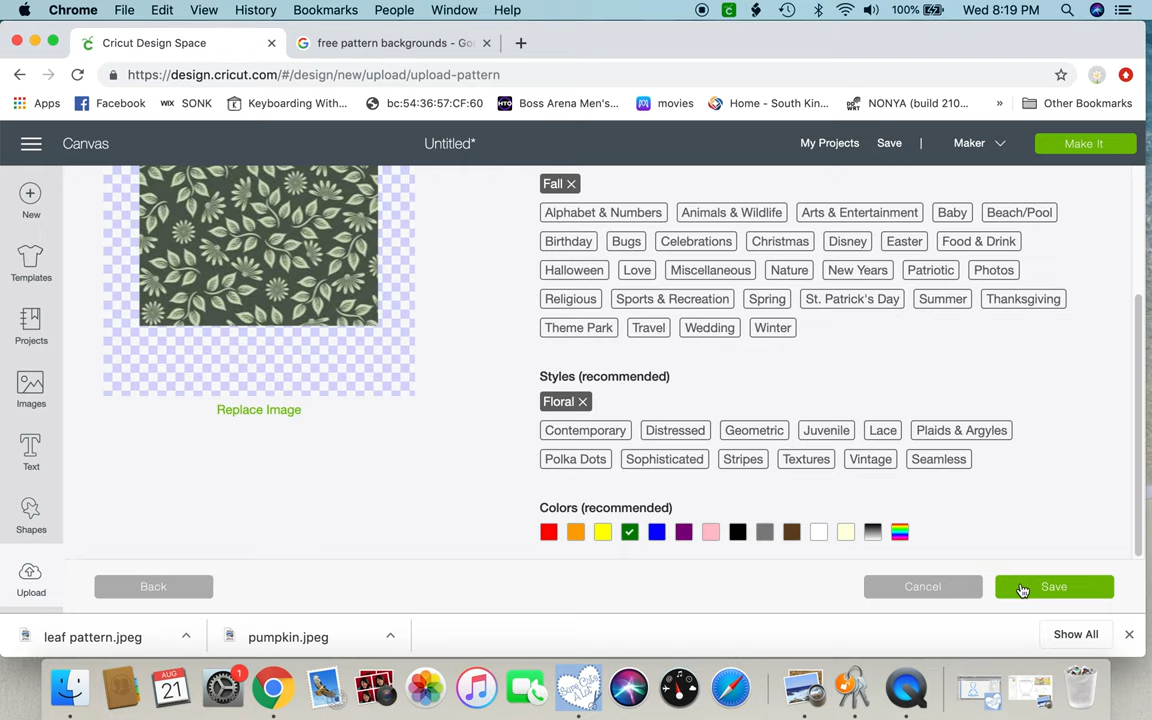 Chrome File Edit View History Bookmarks People Window Help 100% Wed 8:19 PM
Cricut Design Space free pattern backgrounds - Go
https://design.cricut.com/#/design/new/upload/upload-pattern
Apps Facebook WIX SONK Keyboarding With... bc:54:36:57:CF:60 HTO Boss Arena Men's... movies Home - South Kin... DD WRT NONYA (build 210... » Other Bookmarks
Canvas Untitled* My Projects Save | Maker Make It
Fall
New
Alphabet & Numbers Animals & Wildlife Arts & Entertainment Baby Beach/Pool
Birthday Bugs Celebrations Christmas Disney Easter Food & Drink
Templates
Halloween Love Miscellaneous Nature New Years Patriotic Photos
Religious Sports & Recreation Spring St. Patrick's Day Summer Thanksgiving
Projects
Theme Park Travel Wedding Winter
Styles (recommended)
Images
Floral
Replace Image
Contemporary Distressed Geometric Juvenile Lace Plaids & Argyles
Text
Polka Dots Sophisticated Stripes Textures Vintage Seamless
Colors (recommended)
Shapes
Upload
Back Cancel Save
leaf pattern.jpeg pumpkin.jpeg Show All
AUG
21
1